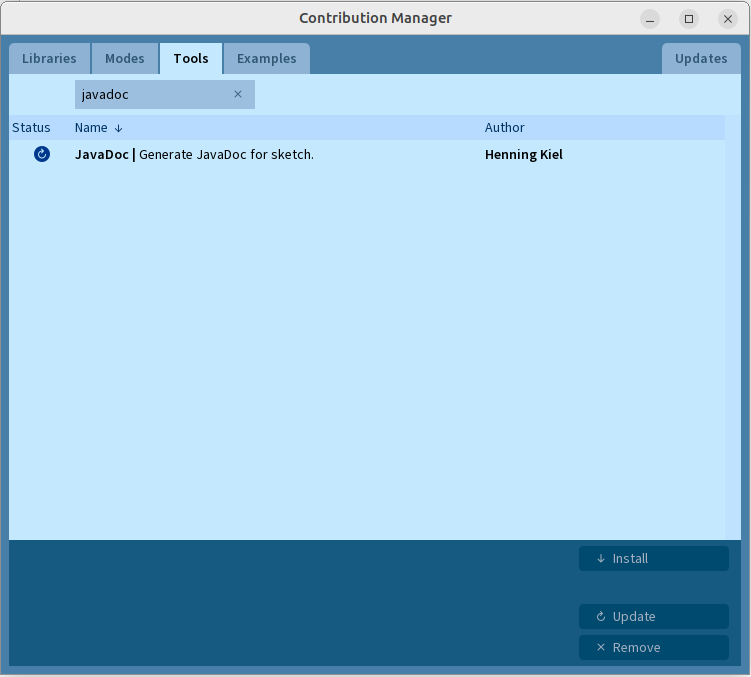 Contribution Manager
Libraries Modes Tools Examples Updates
javadoc
Status Name Author
JavaDoc | Generate JavaDoc for sketch. Henning Kiel
Install
Update
Remove